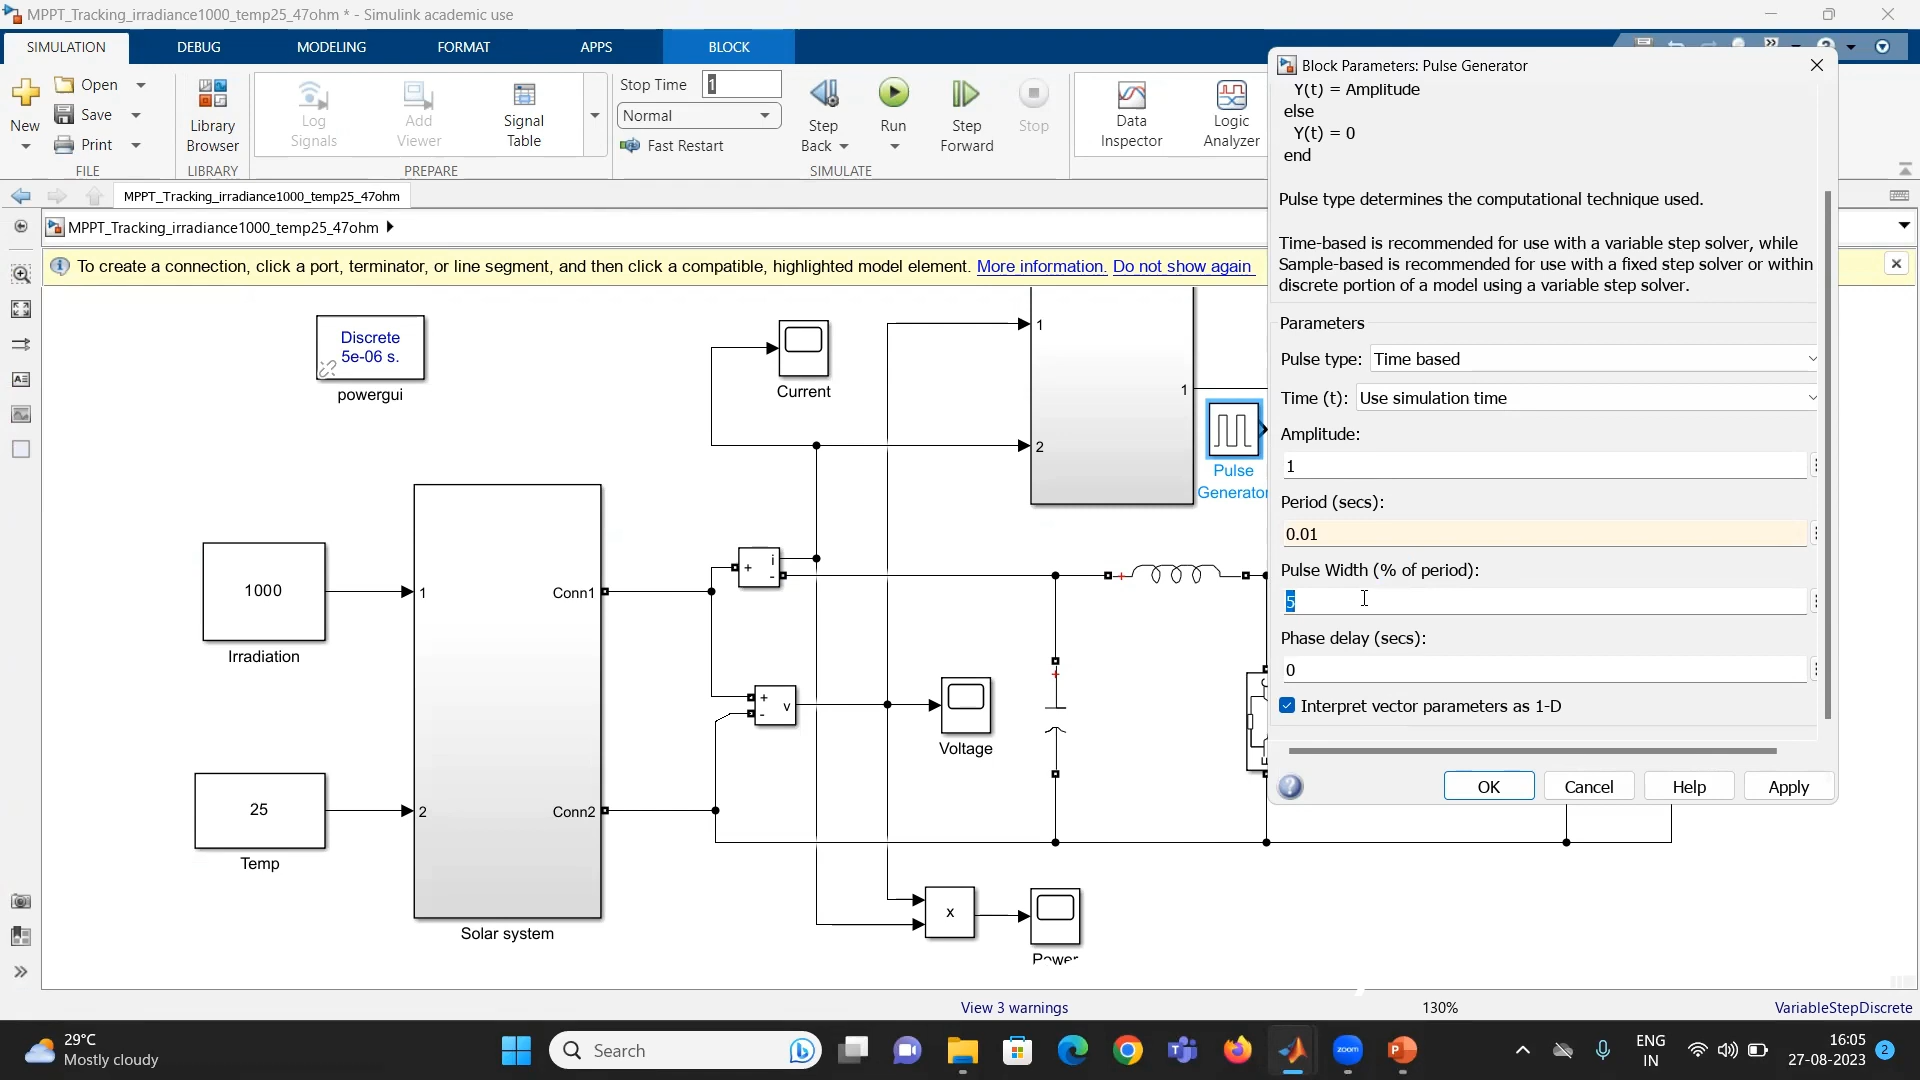 MPPT_Tracking_irradiance1000_temp25_47ohm * - Simulink academic use
SIMULATION DEBUG MODELING FORMAT APPS BLOCK
New
Open
Save
Print
FILE
Library Browser
LIBRARY
Log Signals
Add Viewer
Signal Table
PREPARE
Stop Time 1
Normal
Fast Restart
Step Back
Run
Step Forward
Stop
SIMULATE
Data Inspector
Logic Analyzer
MPPT_Tracking_irradiance1000_temp25_47ohm
MPPT_Tracking_irradiance1000_temp25_47ohm
To create a connection, click a port, terminator, or line segment, and then click a compatible, highlighted model element. More information. Do not show again
Discrete
5e-06 s.
powergui
Current
1
2
1
Pulse
Generator
1000
Irradiation
25
Temp
1
2
Conn1
Conn2
Solar system
+ i
-
+ v
-
+
+
Voltage
x
Power
Block Parameters: Pulse Generator
Y(t) = Amplitude
else
Y(t) = 0
end
Pulse type determines the computational technique used.
Time-based is recommended for use with a variable step solver, while
Sample-based is recommended for use with a fixed step solver or within
discrete portion of a model using a variable step solver.
Parameters
Pulse type: Time based
Time (t): Use simulation time
Amplitude:
1
Period (secs):
0.01
Pulse Width (% of period):
5
Phase delay (secs):
0
Interpret vector parameters as 1-D
OK Cancel Help Apply
View 3 warnings 130% VariableStepDiscrete
29°C
Mostly cloudy
Search
zoom
ENG
IN
16:05
27-08-2023
2